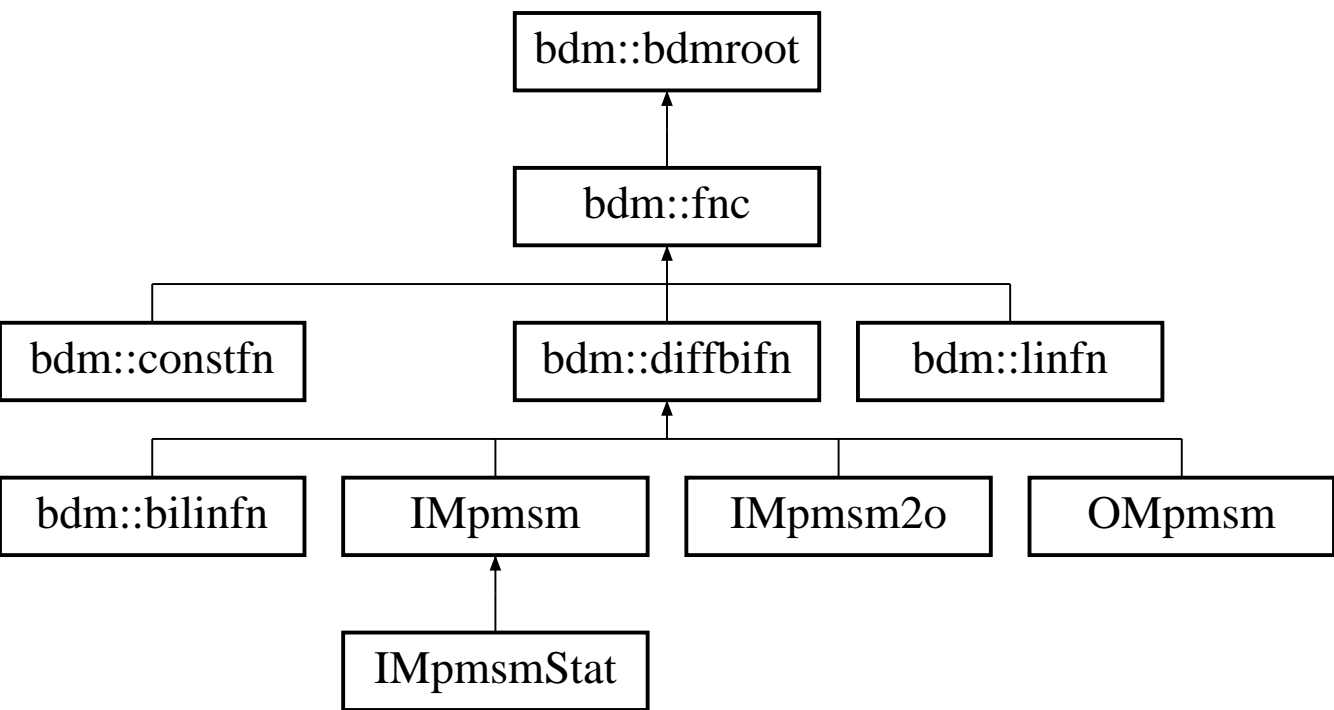 bdm::bdmroot
bdm::fnc
bdm::constfn
bdm::diffbifn
bdm::linfn
bdm::bilinfn
IMpmsm
IMpmsm2o
OMpmsm
IMpmsmStat